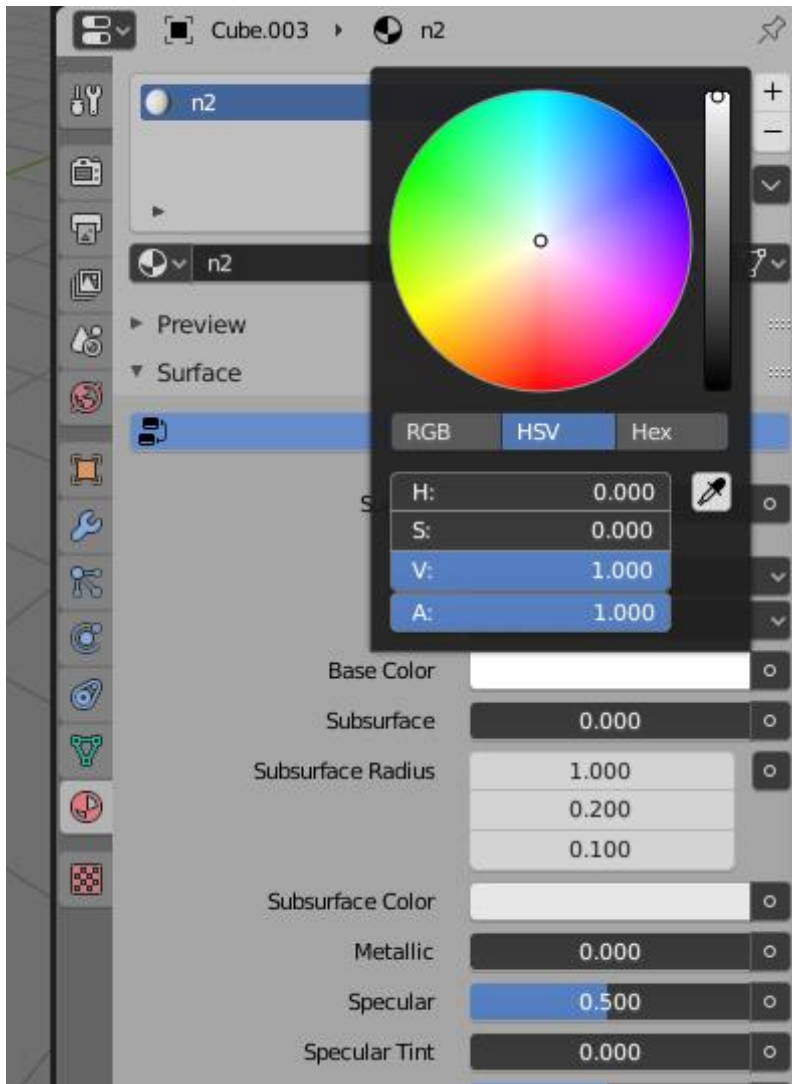 Cube.003 n2
n2
n2
Preview
Surface
RGB HSV Hex
H: 0.000
S
S: 0.000
V: 1.000
A: 1.000
Base Color
Subsurface 0.000
Subsurface Radius 1.000
0.200
0.100
Subsurface Color
Metallic 0.000
Specular 0.500
Specular Tint 0.000